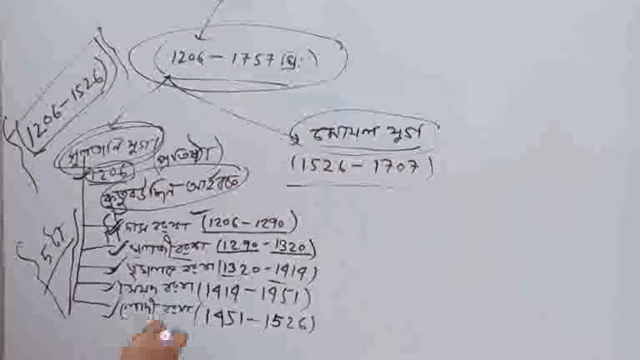 1206 – 1757 (খ্রি:)
(1206 – 1526)
সুলতানি যুগ
1206 (প্রতিষ্ঠা)
কুতুবউদ্দিন আইবক
মোঘল যুগ
(1526 – 1707)
5 টা
দাস বংশ (1206 – 1290)
খলজী বংশ (1290 – 1320)
তুঘলক বংশ (1320 – 1414)
সৈয়দ বংশ (1414 – 1451)
লোদী বংশ (1451 – 1526)